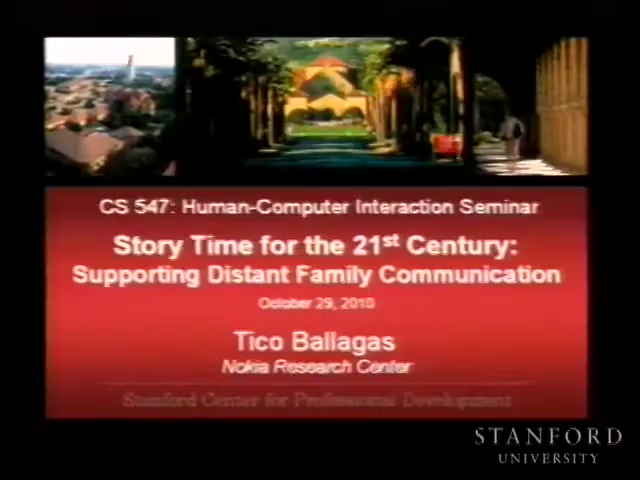 CS 547: Human-Computer Interaction Seminar
Story Time for the 21st Century:
Supporting Distant Family Communication
October 29, 2010
Tico Ballagas
Nokia Research Center
Stanford Center for Professional Development
STANFORD
UNIVERSITY